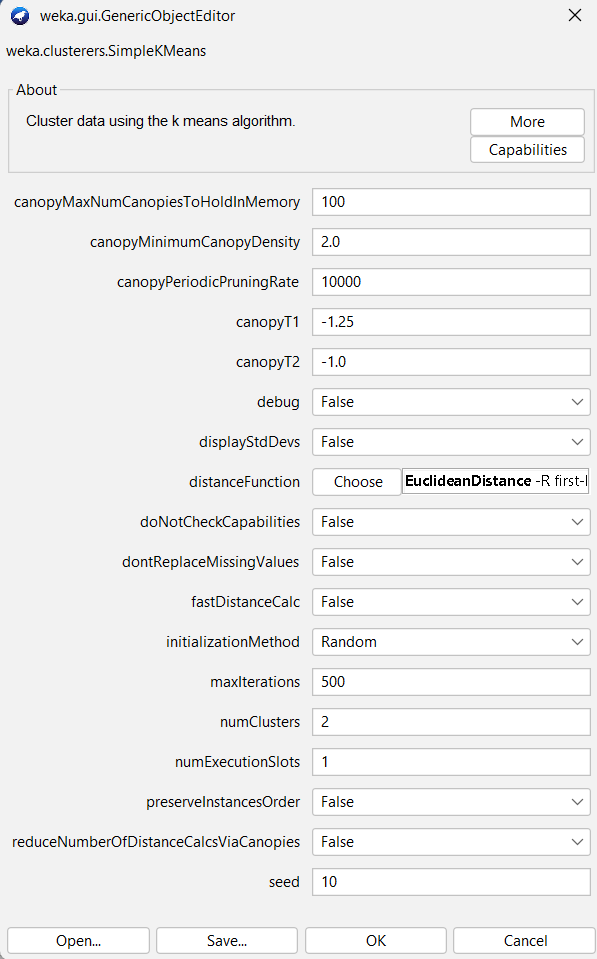 weka.gui.GenericObjectEditor
weka.clusterers.SimpleKMeans
About
Cluster data using the k means algorithm.
More
Capabilities
canopyMaxNumCanopiesToHoldInMemory 100
canopyMinimumCanopyDensity 2.0
canopyPeriodicPruningRate 10000
canopyT1 -1.25
canopyT2 -1.0
debug False
displayStdDevs False
distanceFunction Choose EuclideanDistance -R first-l
doNotCheckCapabilities False
dontReplaceMissingValues False
fastDistanceCalc False
initializationMethod Random
maxIterations 500
numClusters 2
numExecutionSlots 1
preserveInstancesOrder False
reduceNumberOfDistanceCalcsViaCanopies False
seed 10
Open... Save... OK Cancel